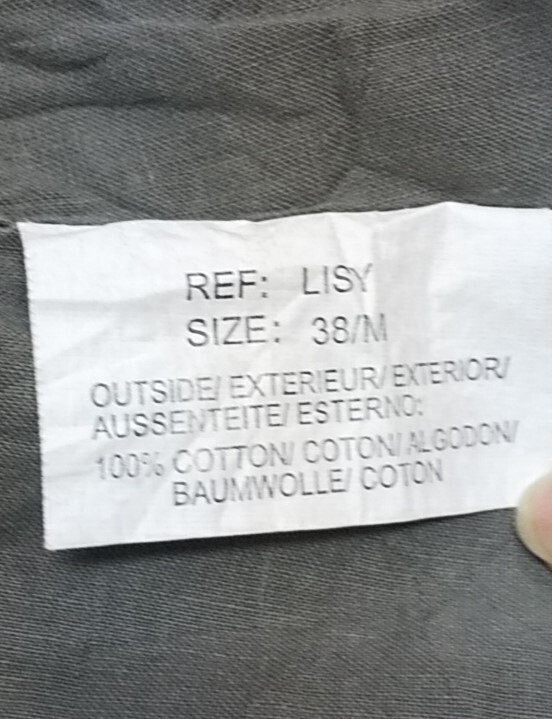 REF: LISY
SIZE: 38/M
OUTSIDE/ EXTERIEUR/ EXTERIOR/
AUSSENTEITE/ ESTERNO:
100% COTTON/ COTON/ ALGODON/
BAUMWOLLE/ COTON